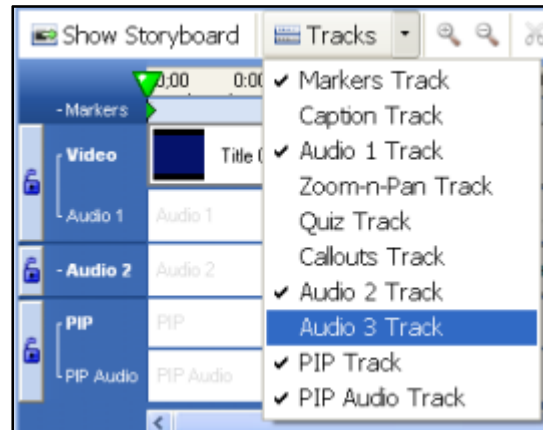 Show Storyboard Tracks
0;00 0:00
Markers Track
-Markers
Caption Track
Video Title
Audio 1 Track
Zoom-n-Pan Track
Audio 1 Audio 1
Quiz Track
Callouts Track
- Audio 2 Audio 2
Audio 2 Track
Audio 3 Track
PIP PIP
PIP Track
PIP Audio PIP Audio
PIP Audio Track